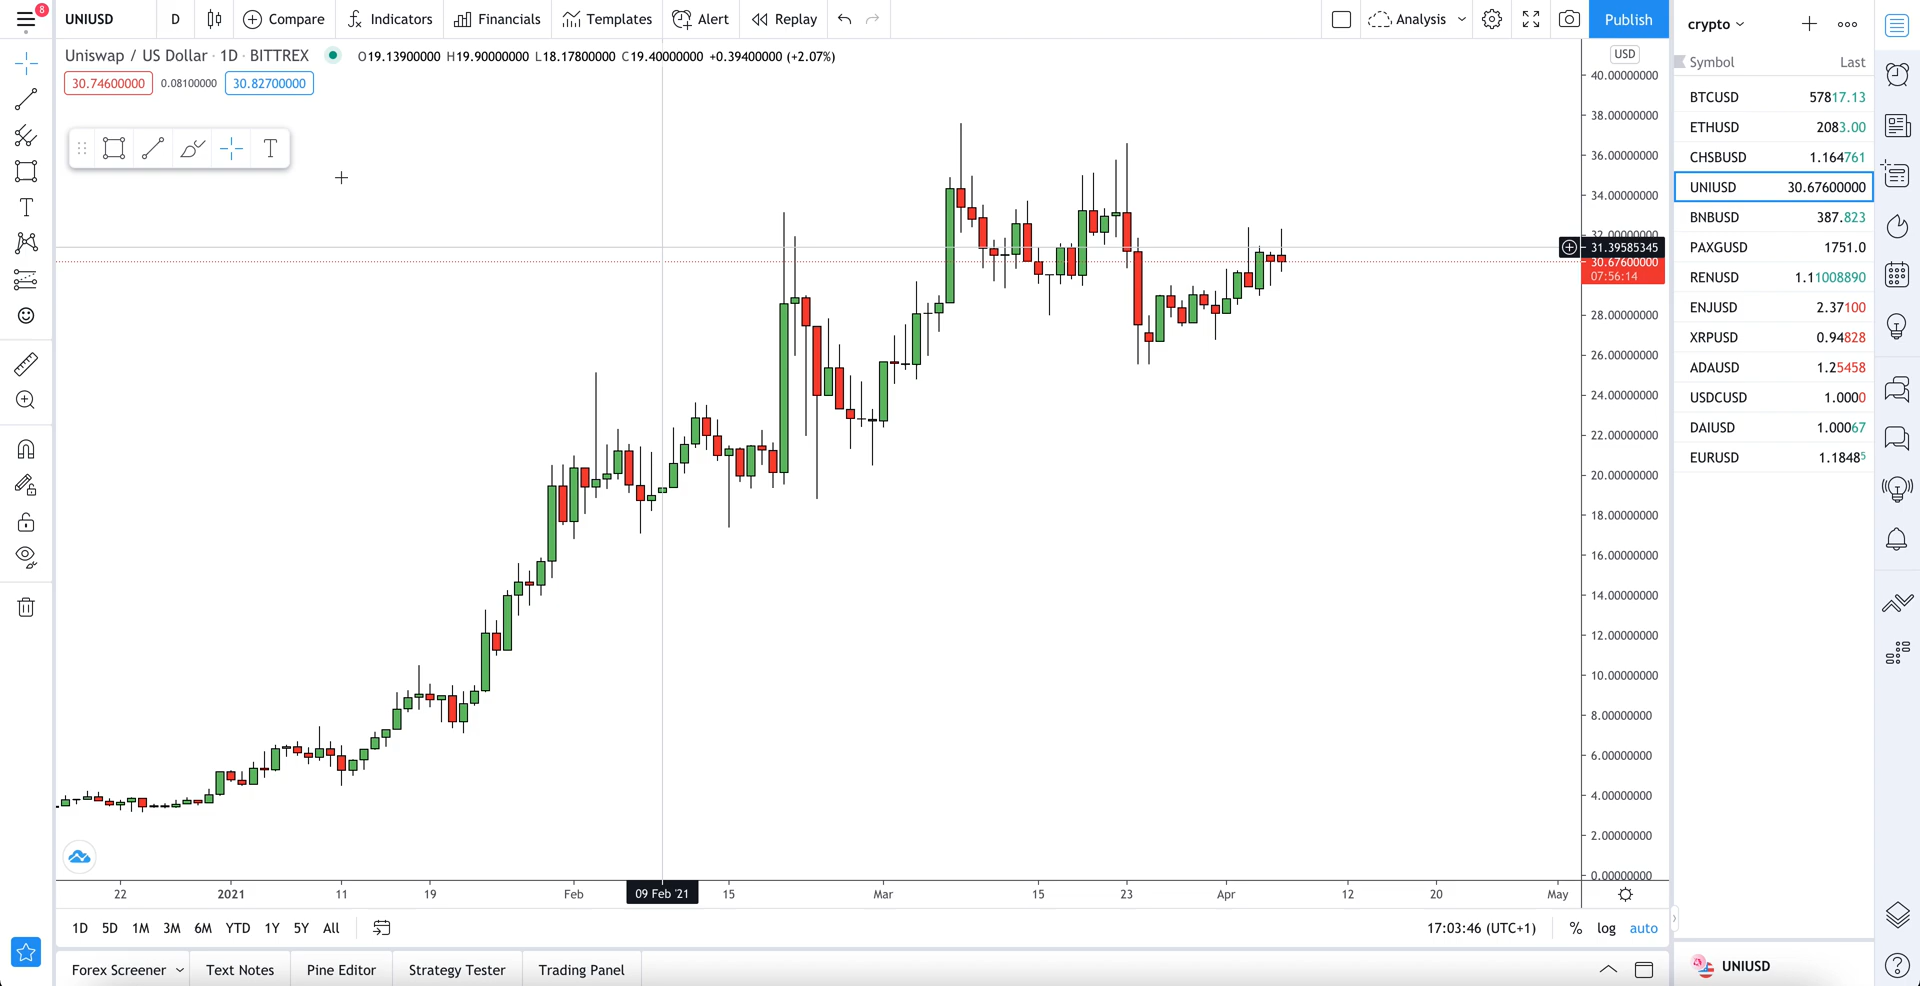 8
UNIUSD
D
Compare
Indicators
Financials
Templates
Alert
Replay
Analysis
Publish
Uniswap / US Dollar · 1D · BITTREX
O19.13900000 H19.90000000 L18.17800000 C19.40000000 +0.39400000 (+2.07%)
30.74600000
0.08100000
30.82700000
T
T
USD
40.00000000
38.00000000
36.00000000
34.00000000
32.00000000
31.39585345
30.67600000
07:56:14
28.00000000
26.00000000
24.00000000
22.00000000
20.00000000
18.00000000
16.00000000
14.00000000
12.00000000
10.00000000
8.00000000
6.00000000
4.00000000
2.00000000
0.00000000
22
2021
11
19
Feb
09 Feb '21
15
Mar
15
23
Apr
12
20
May
1D 5D 1M 3M 6M YTD 1Y 5Y All
17:03:46 (UTC+1)
% log auto
Forex Screener
Text Notes
Pine Editor
Strategy Tester
Trading Panel
crypto
Symbol Last
BTCUSD 57817.13
ETHUSD 2083.00
CHSBUSD 1.164761
UNIUSD 30.67600000
BNBUSD 387.823
PAXGUSD 1751.0
RENUSD 1.11008890
ENJUSD 2.37100
XRPUSD 0.94828
ADAUSD 1.25458
USDCUSD 1.0000
DAIUSD 1.00067
EURUSD 1.18485
UNIUSD